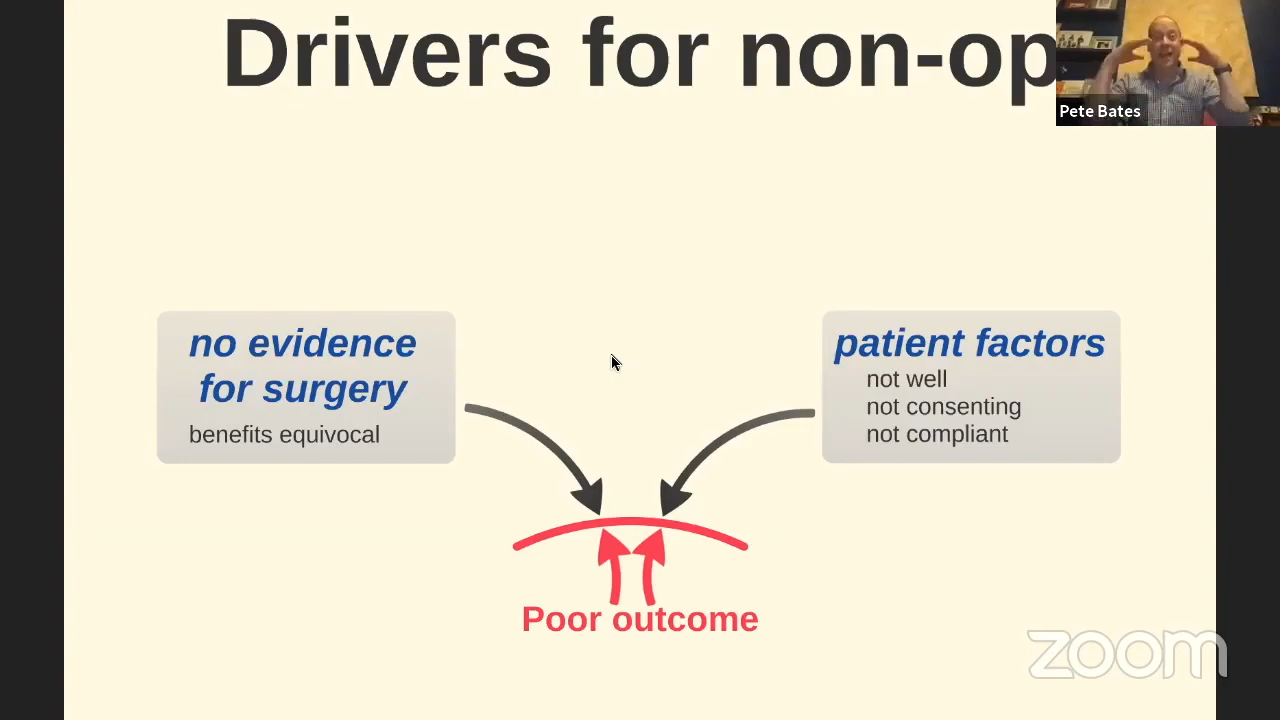 Drivers for non-op
Pete Bates
no evidence
for surgery
benefits equivocal
patient factors
not well
not consenting
not compliant
Poor outcome
zoom